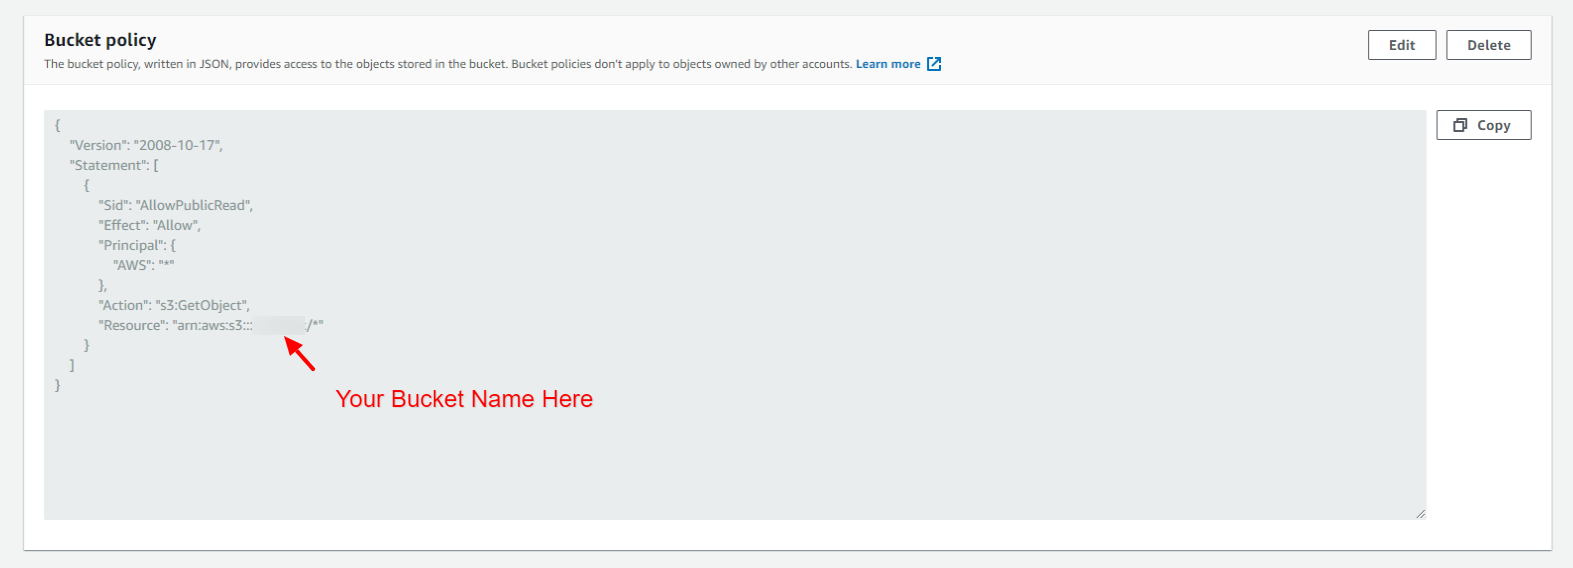 Bucket policy
Edit
Delete
The bucket policy, written in JSON, provides access to the objects stored in the bucket. Bucket policies don't apply to objects owned by other accounts. Learn more
Copy
{
"Version": "2008-10-17",
"Statement": [
{
"Sid": "AllowPublicRead",
"Effect": "Allow",
"Principal": {
"AWS": "*"
},
"Action": "s3:GetObject",
"Resource": "arn:aws:s3::: /*"
}
]
}
Your Bucket Name Here